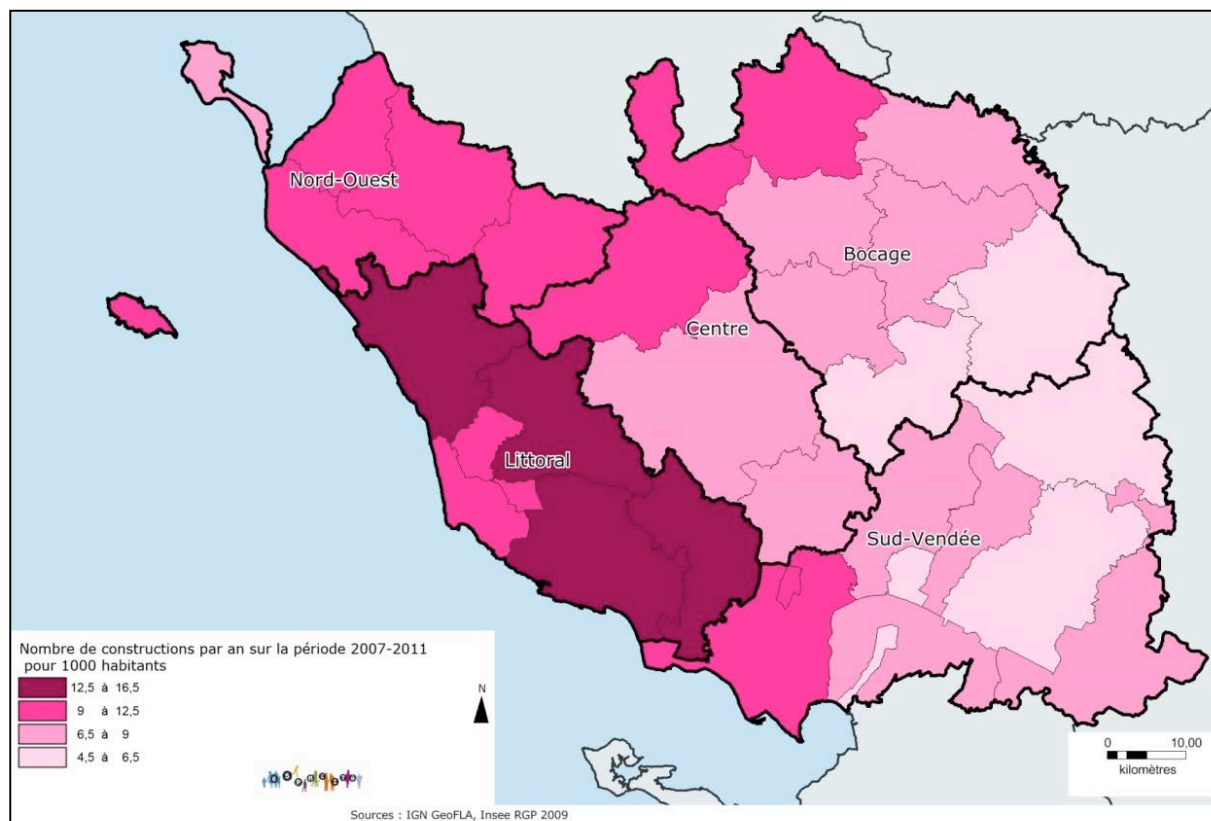 Nord-Ouest
Bocage
Centre
Littoral
Sud-Vendée
Nombre de constructions par an sur la période 2007-2011
pour 1000 habitants
12,5 à 16,5
9 à 12,5
6,5 à 9
4,5 à 6,5
N
0 10,00
kilomètres
Sources : IGN GeoFLA, Insee RGP 2009